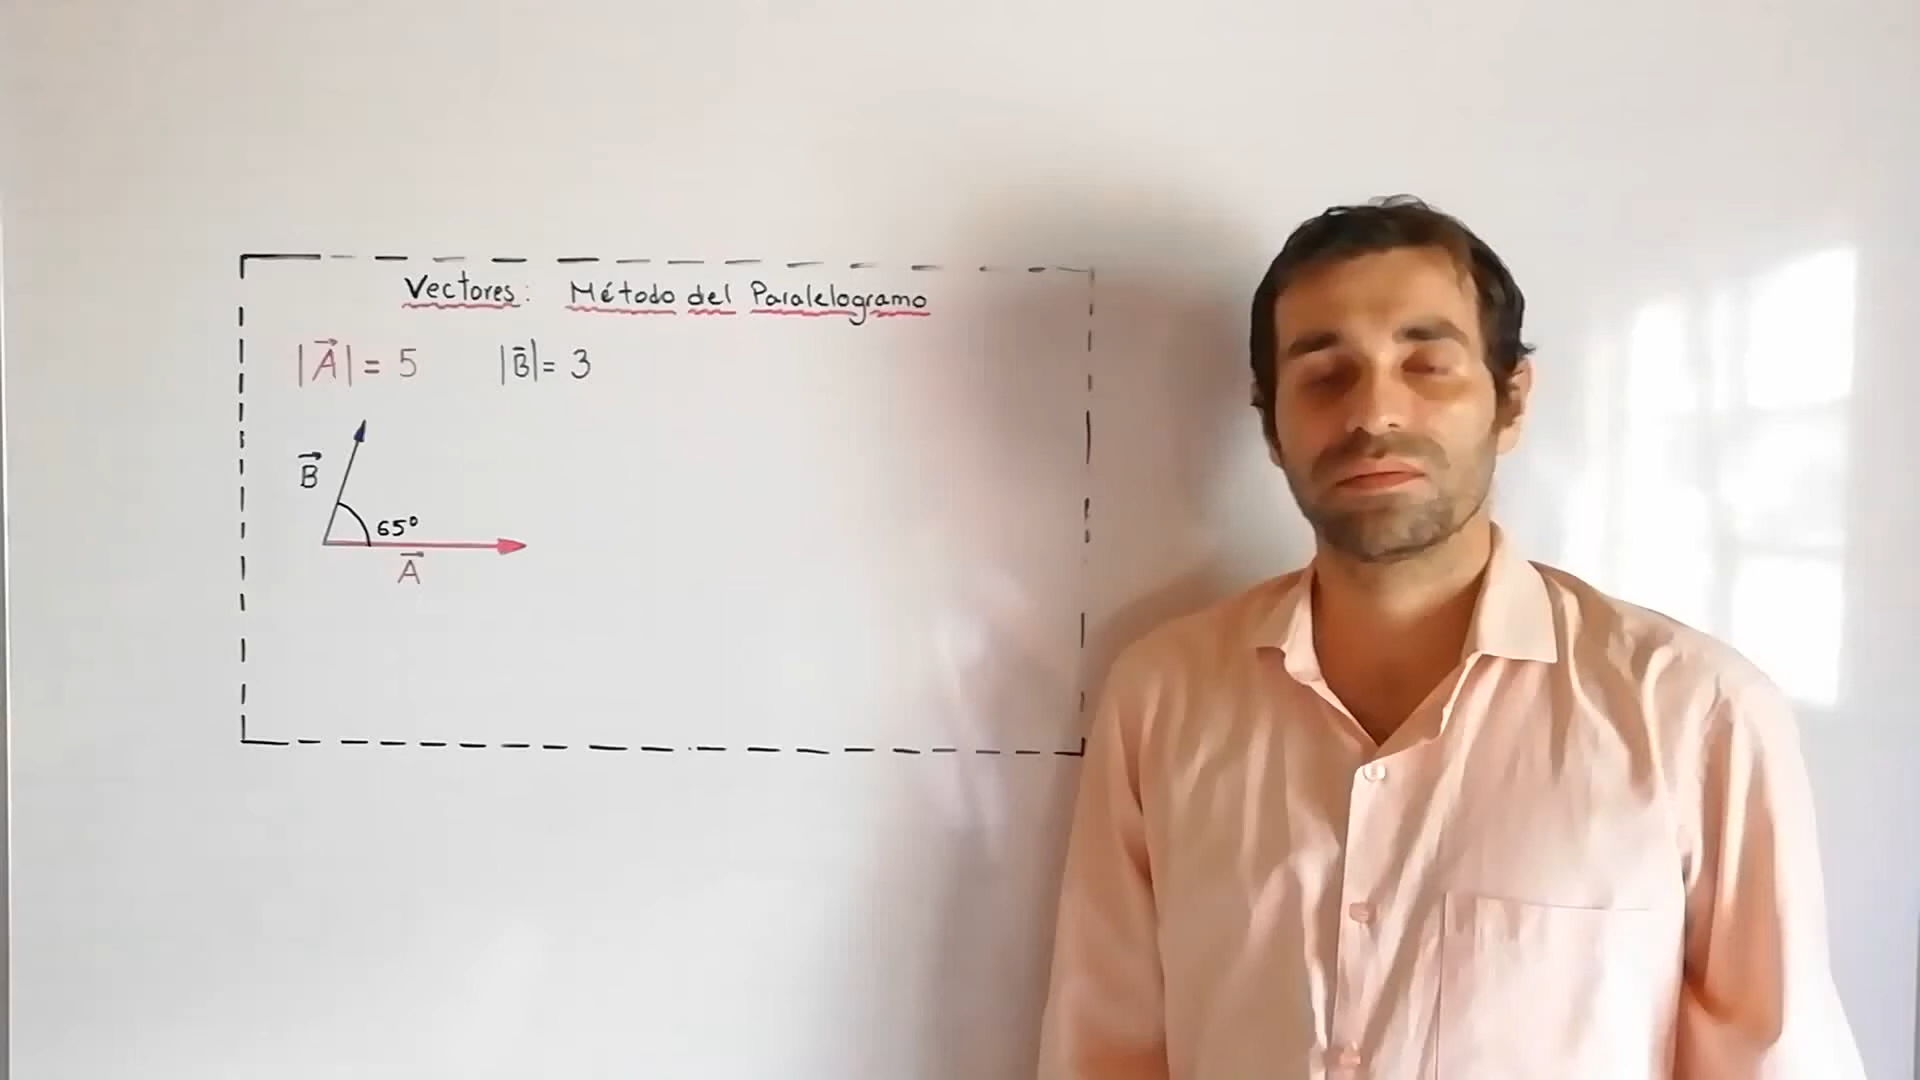 Vectores: Método del Paralelogramo
|A⃗| = 5 |B⃗| = 3
B⃗
65°
A⃗